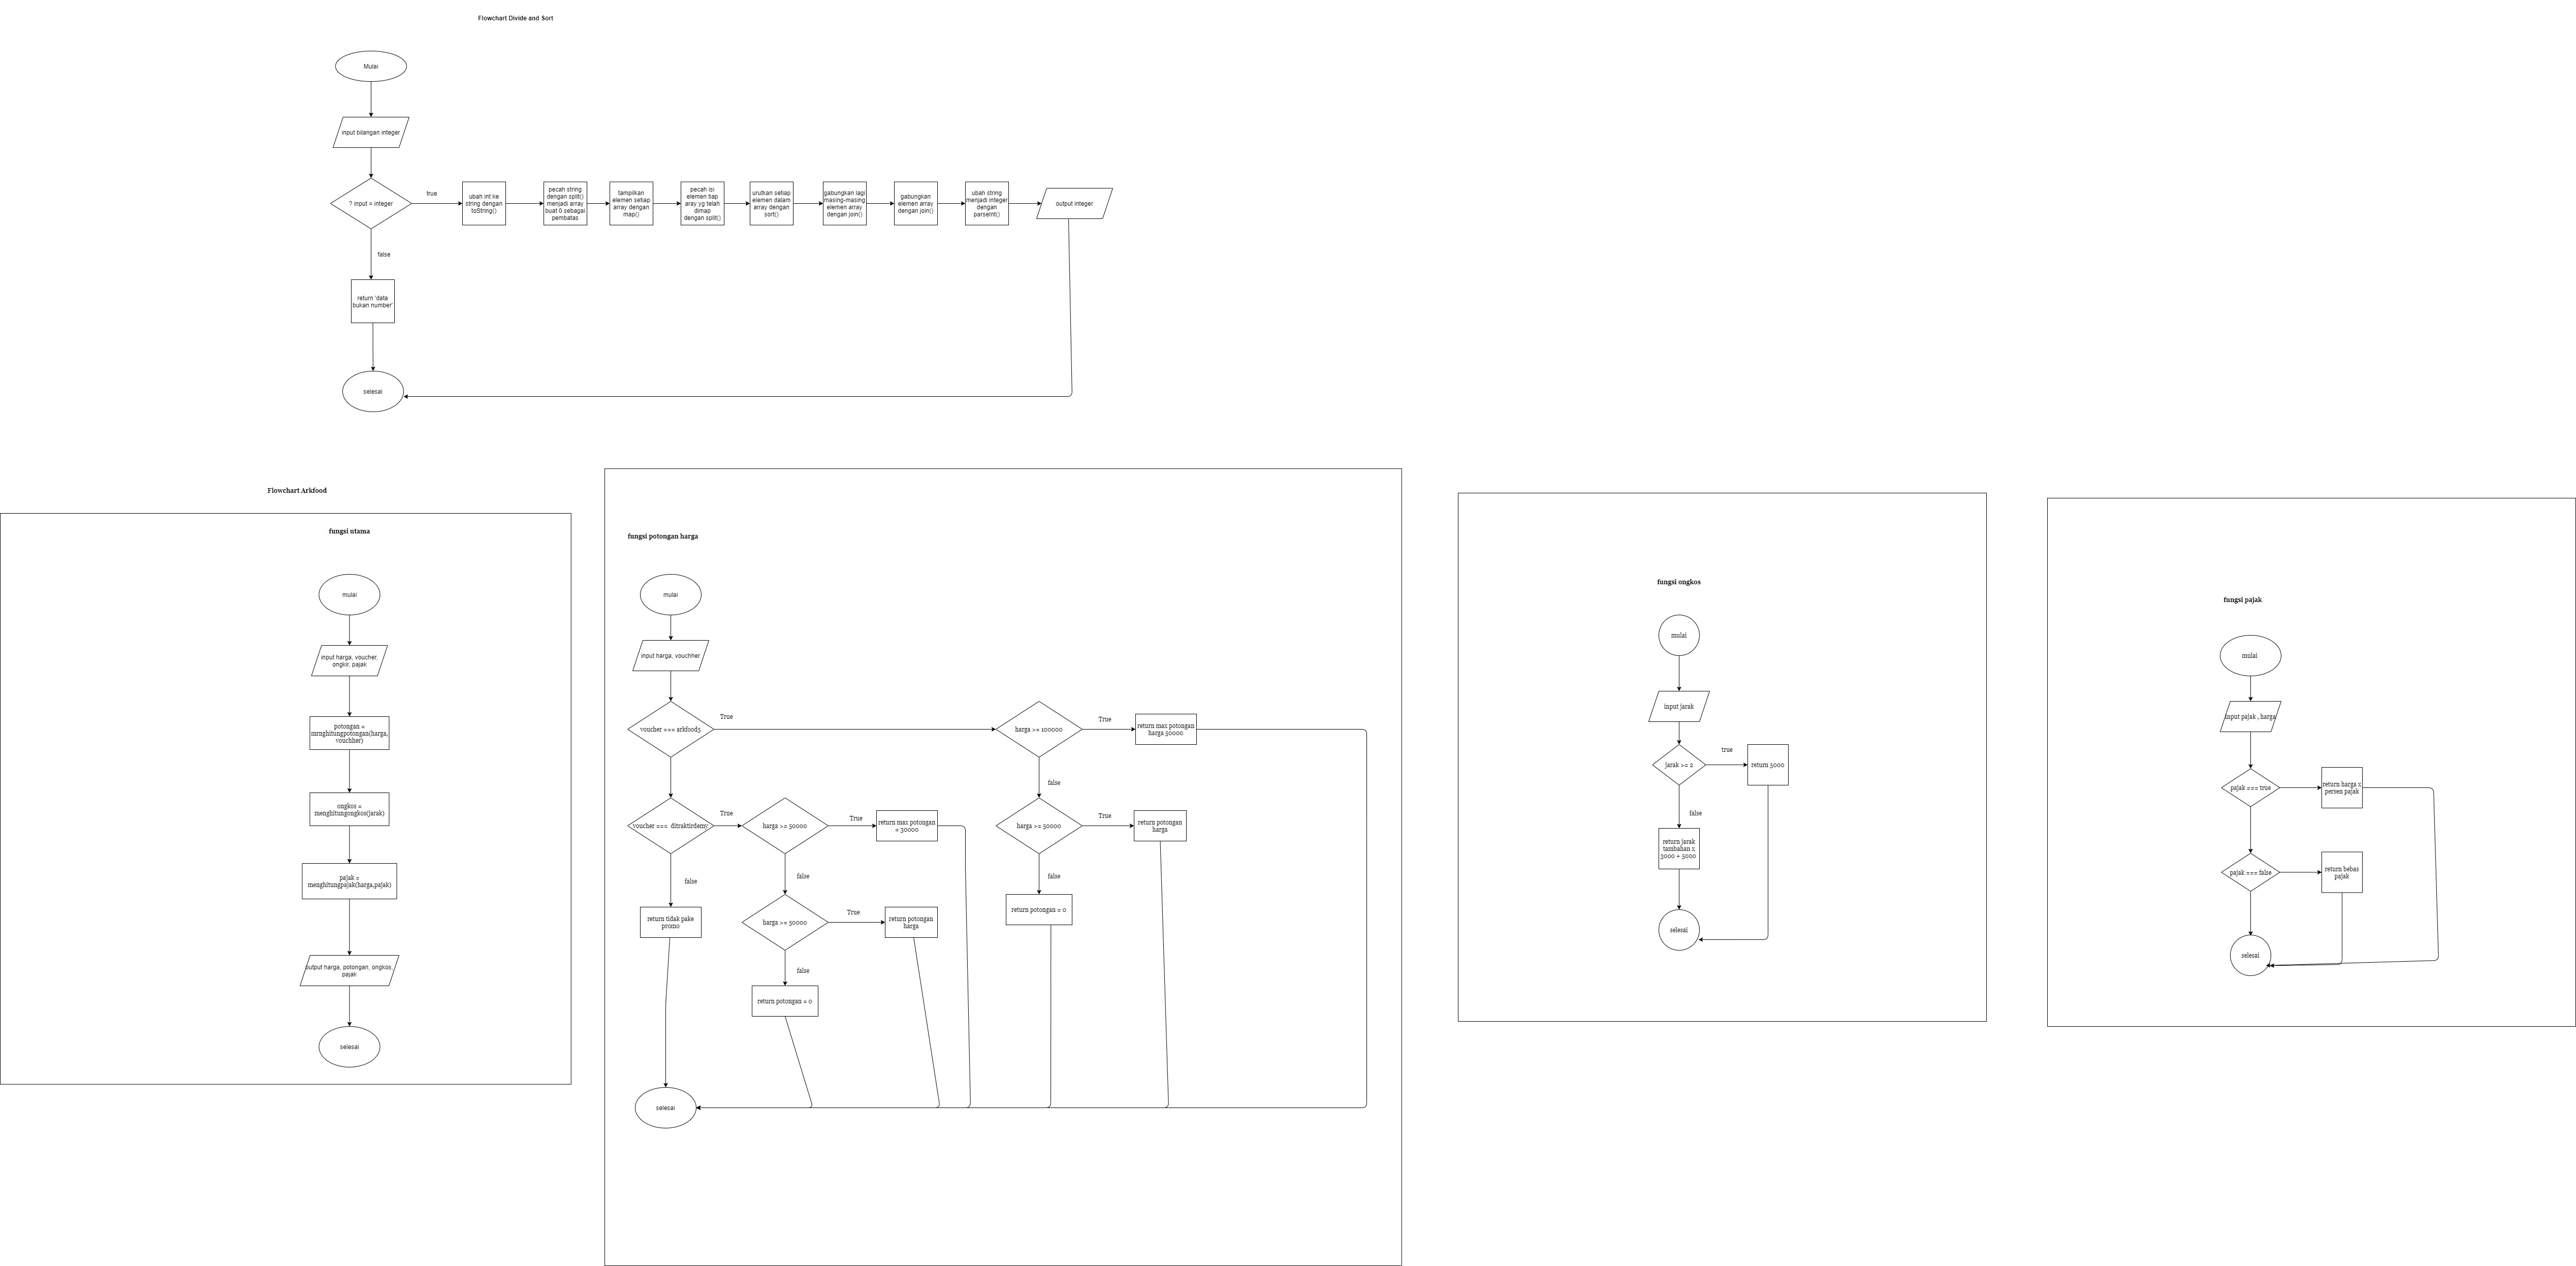 Flowchart Divide and Sort
Mulai
input bilangan integer
? input = integer
true
ubah int ke
string dengan
toString()
pecah string
dengan split()
menjadi array
buat 0 sebagai
pembatas
tampilkan
elemen setiap
array dengan
map()
pecah isi
elemen tiap
aray yg telah
dimap
dengan split()
urutkan setiap
elemen dalam
array dengan
sort()
gabungkan lagi
masing-masing
elemen array
dengan join()
gabungkan
elemen array
dengan join()
ubah string
menjadi integer
dengan
parseInt()
output integer
false
return 'data
bukan number'
selesai
Flowchart Arkfood
fungsi utama
mulai
input harga, voucher,
ongkir, pajak
potongan =
mrnghitungpotongan(harga,
vouchher)
ongkos =
menghitungongkos(jarak)
pajak =
menghitungpajak(harga,pajak)
output harga, potongan, ongkos,
pajak
selesai
fungsi potongan harga
mulai
input harga, vouchher
voucher === arkfood5
True
harga >= 100000
True
return max potongan
harga 50000
false
voucher === ditraktirdemy
True
harga >= 50000
True
return max potongan
= 30000
harga >= 50000
True
return potongan
harga
false
false
false
return tidak pake
promo
harga >= 50000
True
return potongan
harga
return potongan = 0
false
return potongan = 0
selesai
fungsi ongkos
mulai
input jarak
jarak >= 2
true
return 5000
false
return jarak
tambahan x
3000 + 5000
selesai
fungsi pajak
mulai
input pajak , harga
pajak === true
return harga x
persen pajak
pajak === false
return bebas
pajak
selesai